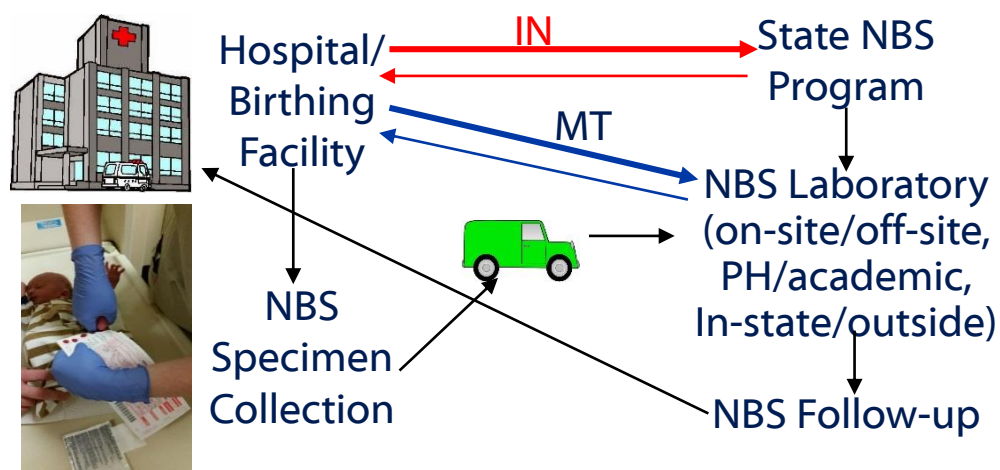 Hospital/
Birthing
Facility
IN
State NBS
Program
MT
NBS Laboratory
(on-site/off-site,
PH/academic,
In-state/outside)
NBS
Specimen
Collection
NBS Follow-up